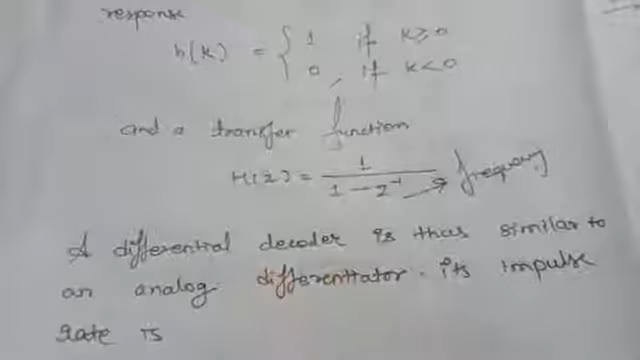 response
h(k) = { 1 if k≥0
0, if k<0
and a transfer function
H(z) = 1 / 1 - z⁻¹ → frequency
A differential decoder is thus similar to
an analog differentiator. its impulse
rate is